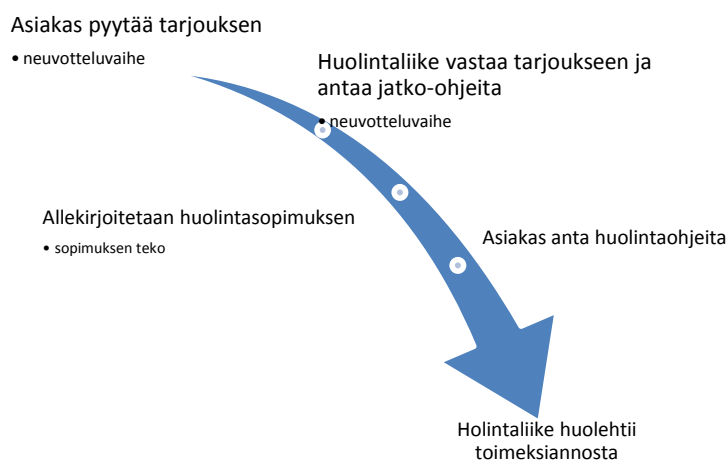 Asiakas pyytää tarjouksen
• neuvotteluvaihe
Huolintaliike vastaa tarjoukseen ja
antaa jatko-ohjeita
• neuvotteluvaihe
Allekirjoitetaan huolintasopimuksen
• sopimuksen teko
Asiakas anta huolintaohjeita
Holintaliike huolehtii
toimeksiannosta